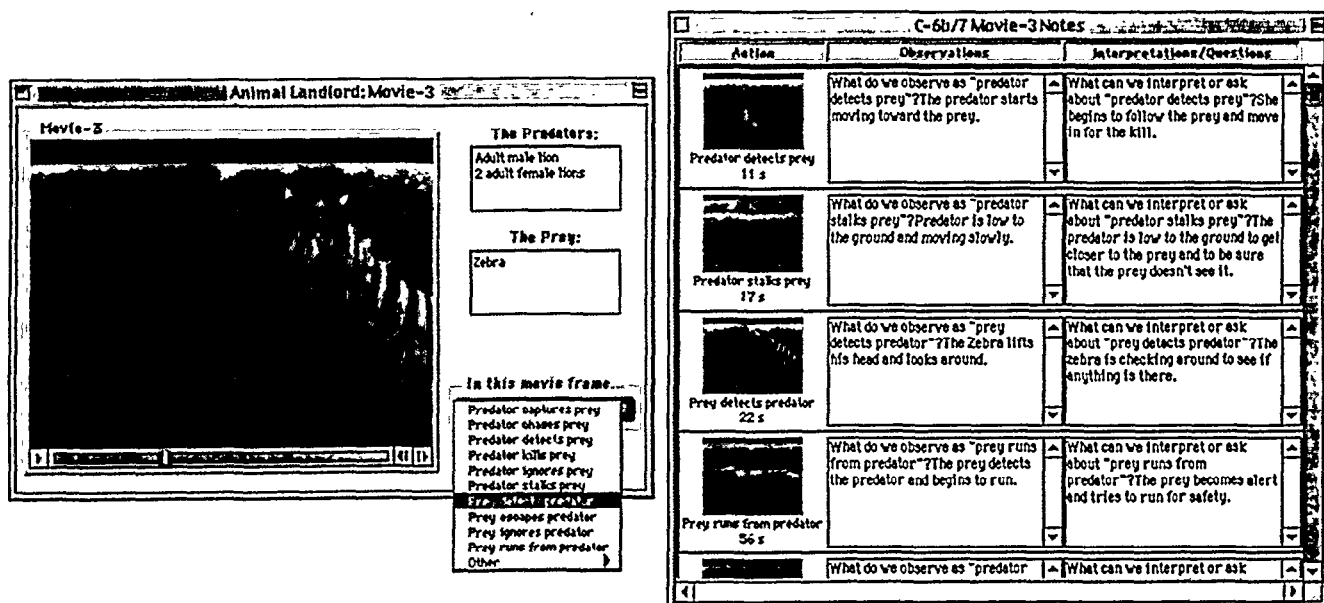 Animal Landlord: Movie-3
Movie-3
The Predators:
Adult male lion
2 adult female lions
The Prey:
Zebra
In this movie frame...
Predator captures prey
Predator chases prey
Predator detects prey
Predator kills prey
Predator ignores prey
Predator stalks prey
Prey detects predator
Prey escapes predator
Prey ignores predator
Prey runs from predator
Other
C-6b/7 Movie-3 Notes
Action
Observations
Interpretations/Questions
Predator detects prey
11 s
What do we observe as "predator
detects prey"?The predator starts
moving toward the prey.
What can we interpret or ask
about "predator detects prey"?She
begins to follow the prey and move
in for the kill.
Predator stalks prey
17 s
What do we observe as "predator
stalks prey"?Predator is low to
the ground and moving slowly.
What can we interpret or ask
about "predator stalks prey"?The
predator is low to the ground to get
closer to the prey and to be sure
that the prey doesn't see it.
Prey detects predator
22 s
What do we observe as "prey
detects predator"?The Zebra lifts
his head and looks around.
What can we interpret or ask
about "prey detects predator"?The
zebra is checking around to see if
anything is there.
Prey runs from predator
56 s
What do we observe as "prey runs
from predator"?The prey detects
the predator and begins to run.
What can we interpret or ask
about "prey runs from
predator"?The prey becomes alert
and tries to run for safety.
What do we observe as "predator
What can we interpret or ask